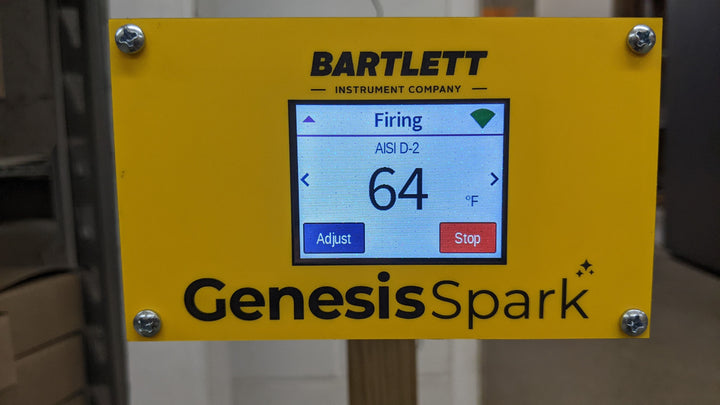 BARTLETT
INSTRUMENT COMPANY
Firing
AISI D-2
64 °F
Adjust Stop
GenesisSpark